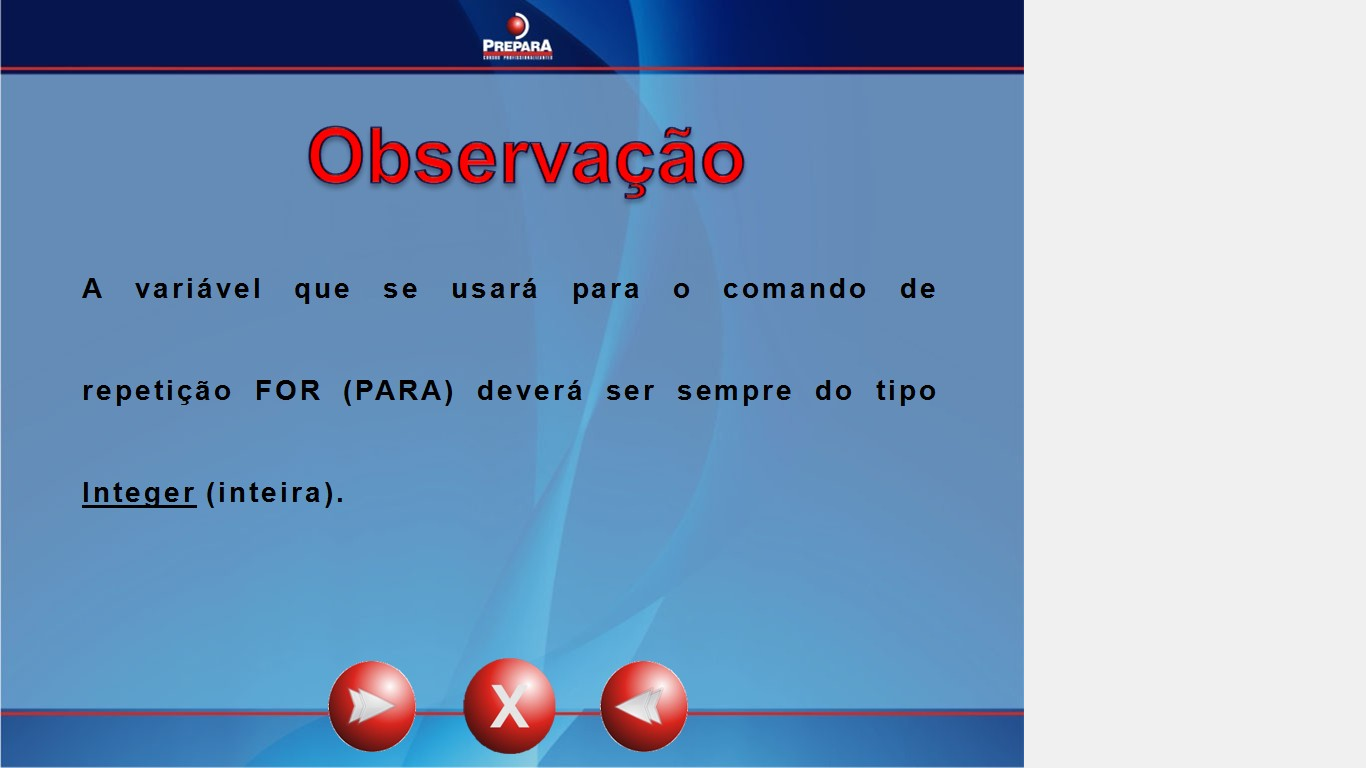 PREPARA
CURSOS PROFISSIONALIZANTES
Observação
A variável que se usará para o comando de
repetição FOR (PARA) deverá ser sempre do tipo
Integer (inteira).
X